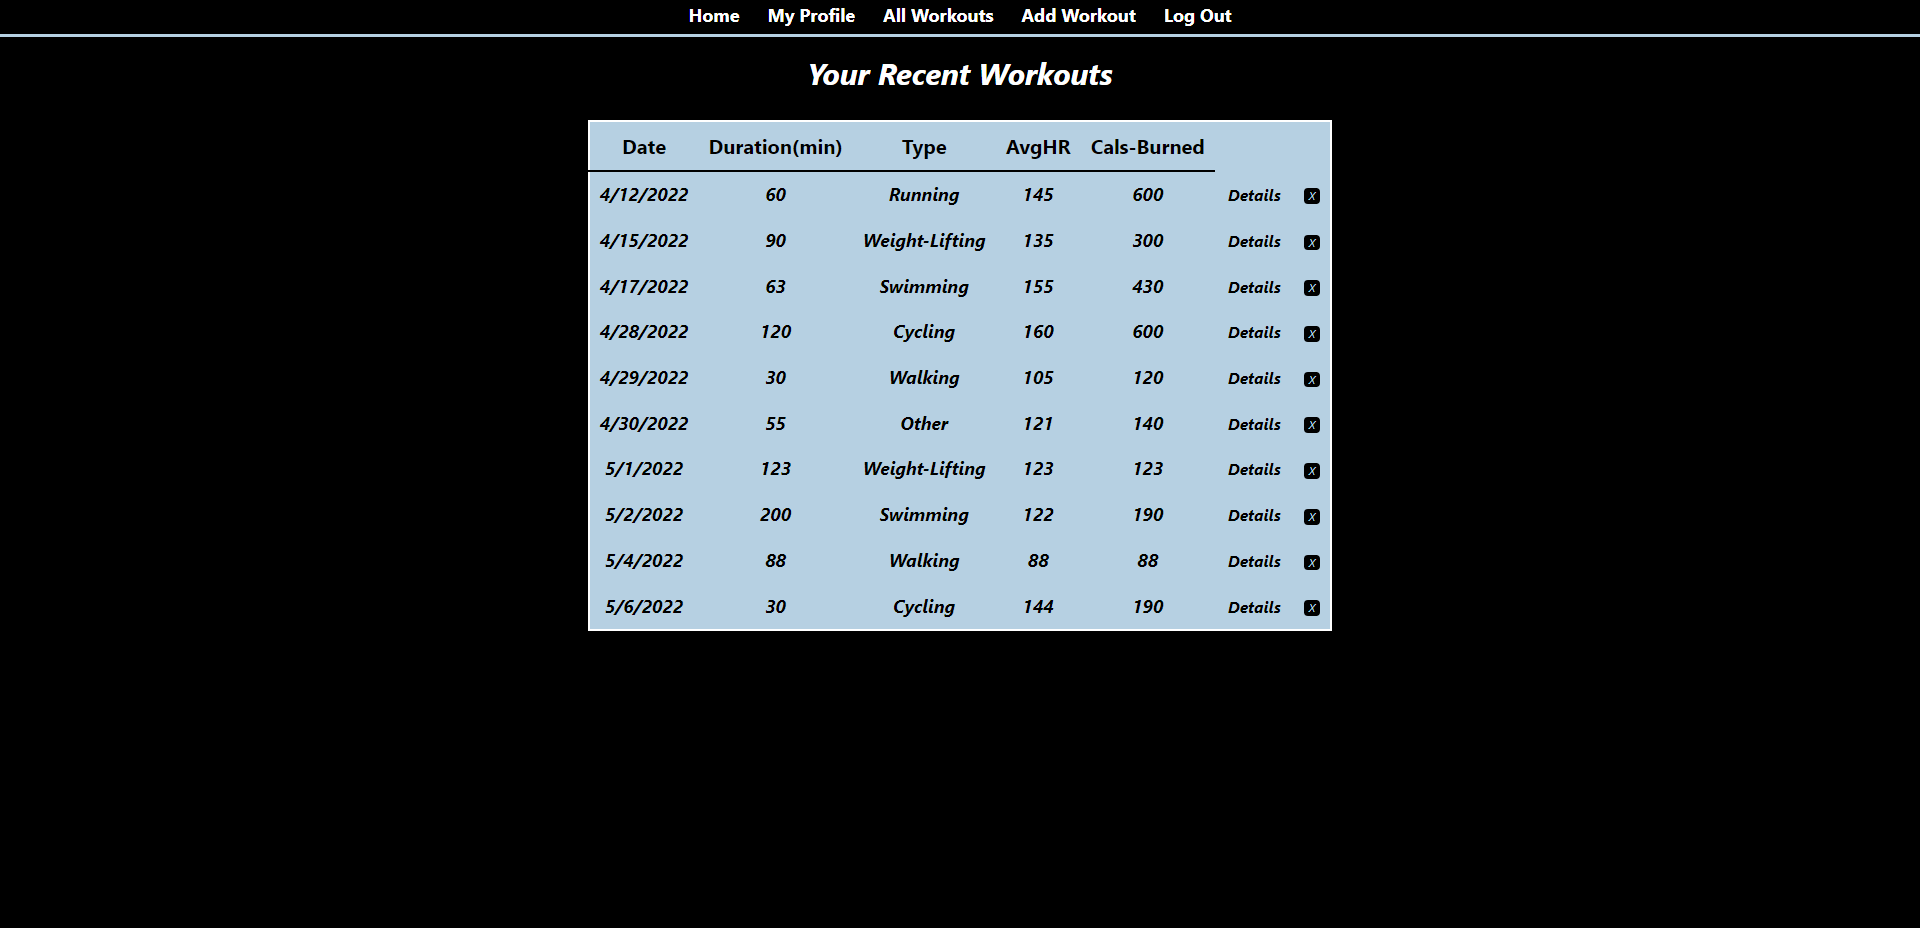 Home My Profile All Workouts Add Workout Log Out
Your Recent Workouts
Date Duration(min) Type AvgHR Cals-Burned
4/12/2022 60 Running 145 600 Details X
4/15/2022 90 Weight-Lifting 135 300 Details X
4/17/2022 63 Swimming 155 430 Details X
4/28/2022 120 Cycling 160 600 Details X
4/29/2022 30 Walking 105 120 Details X
4/30/2022 55 Other 121 140 Details X
5/1/2022 123 Weight-Lifting 123 123 Details X
5/2/2022 200 Swimming 122 190 Details X
5/4/2022 88 Walking 88 88 Details X
5/6/2022 30 Cycling 144 190 Details X